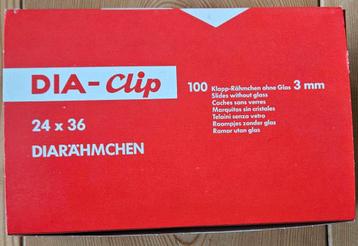 DIA-Clip
24 x 36
DIARÄHMCHEN
100 Klapp-Rähmchen ohne Glas 3 mm
Slides without glass
Caches sans verres
Marquitos sin cristales
Telaini senza vetro
Raampjes zonder glas
Ramar utan glas